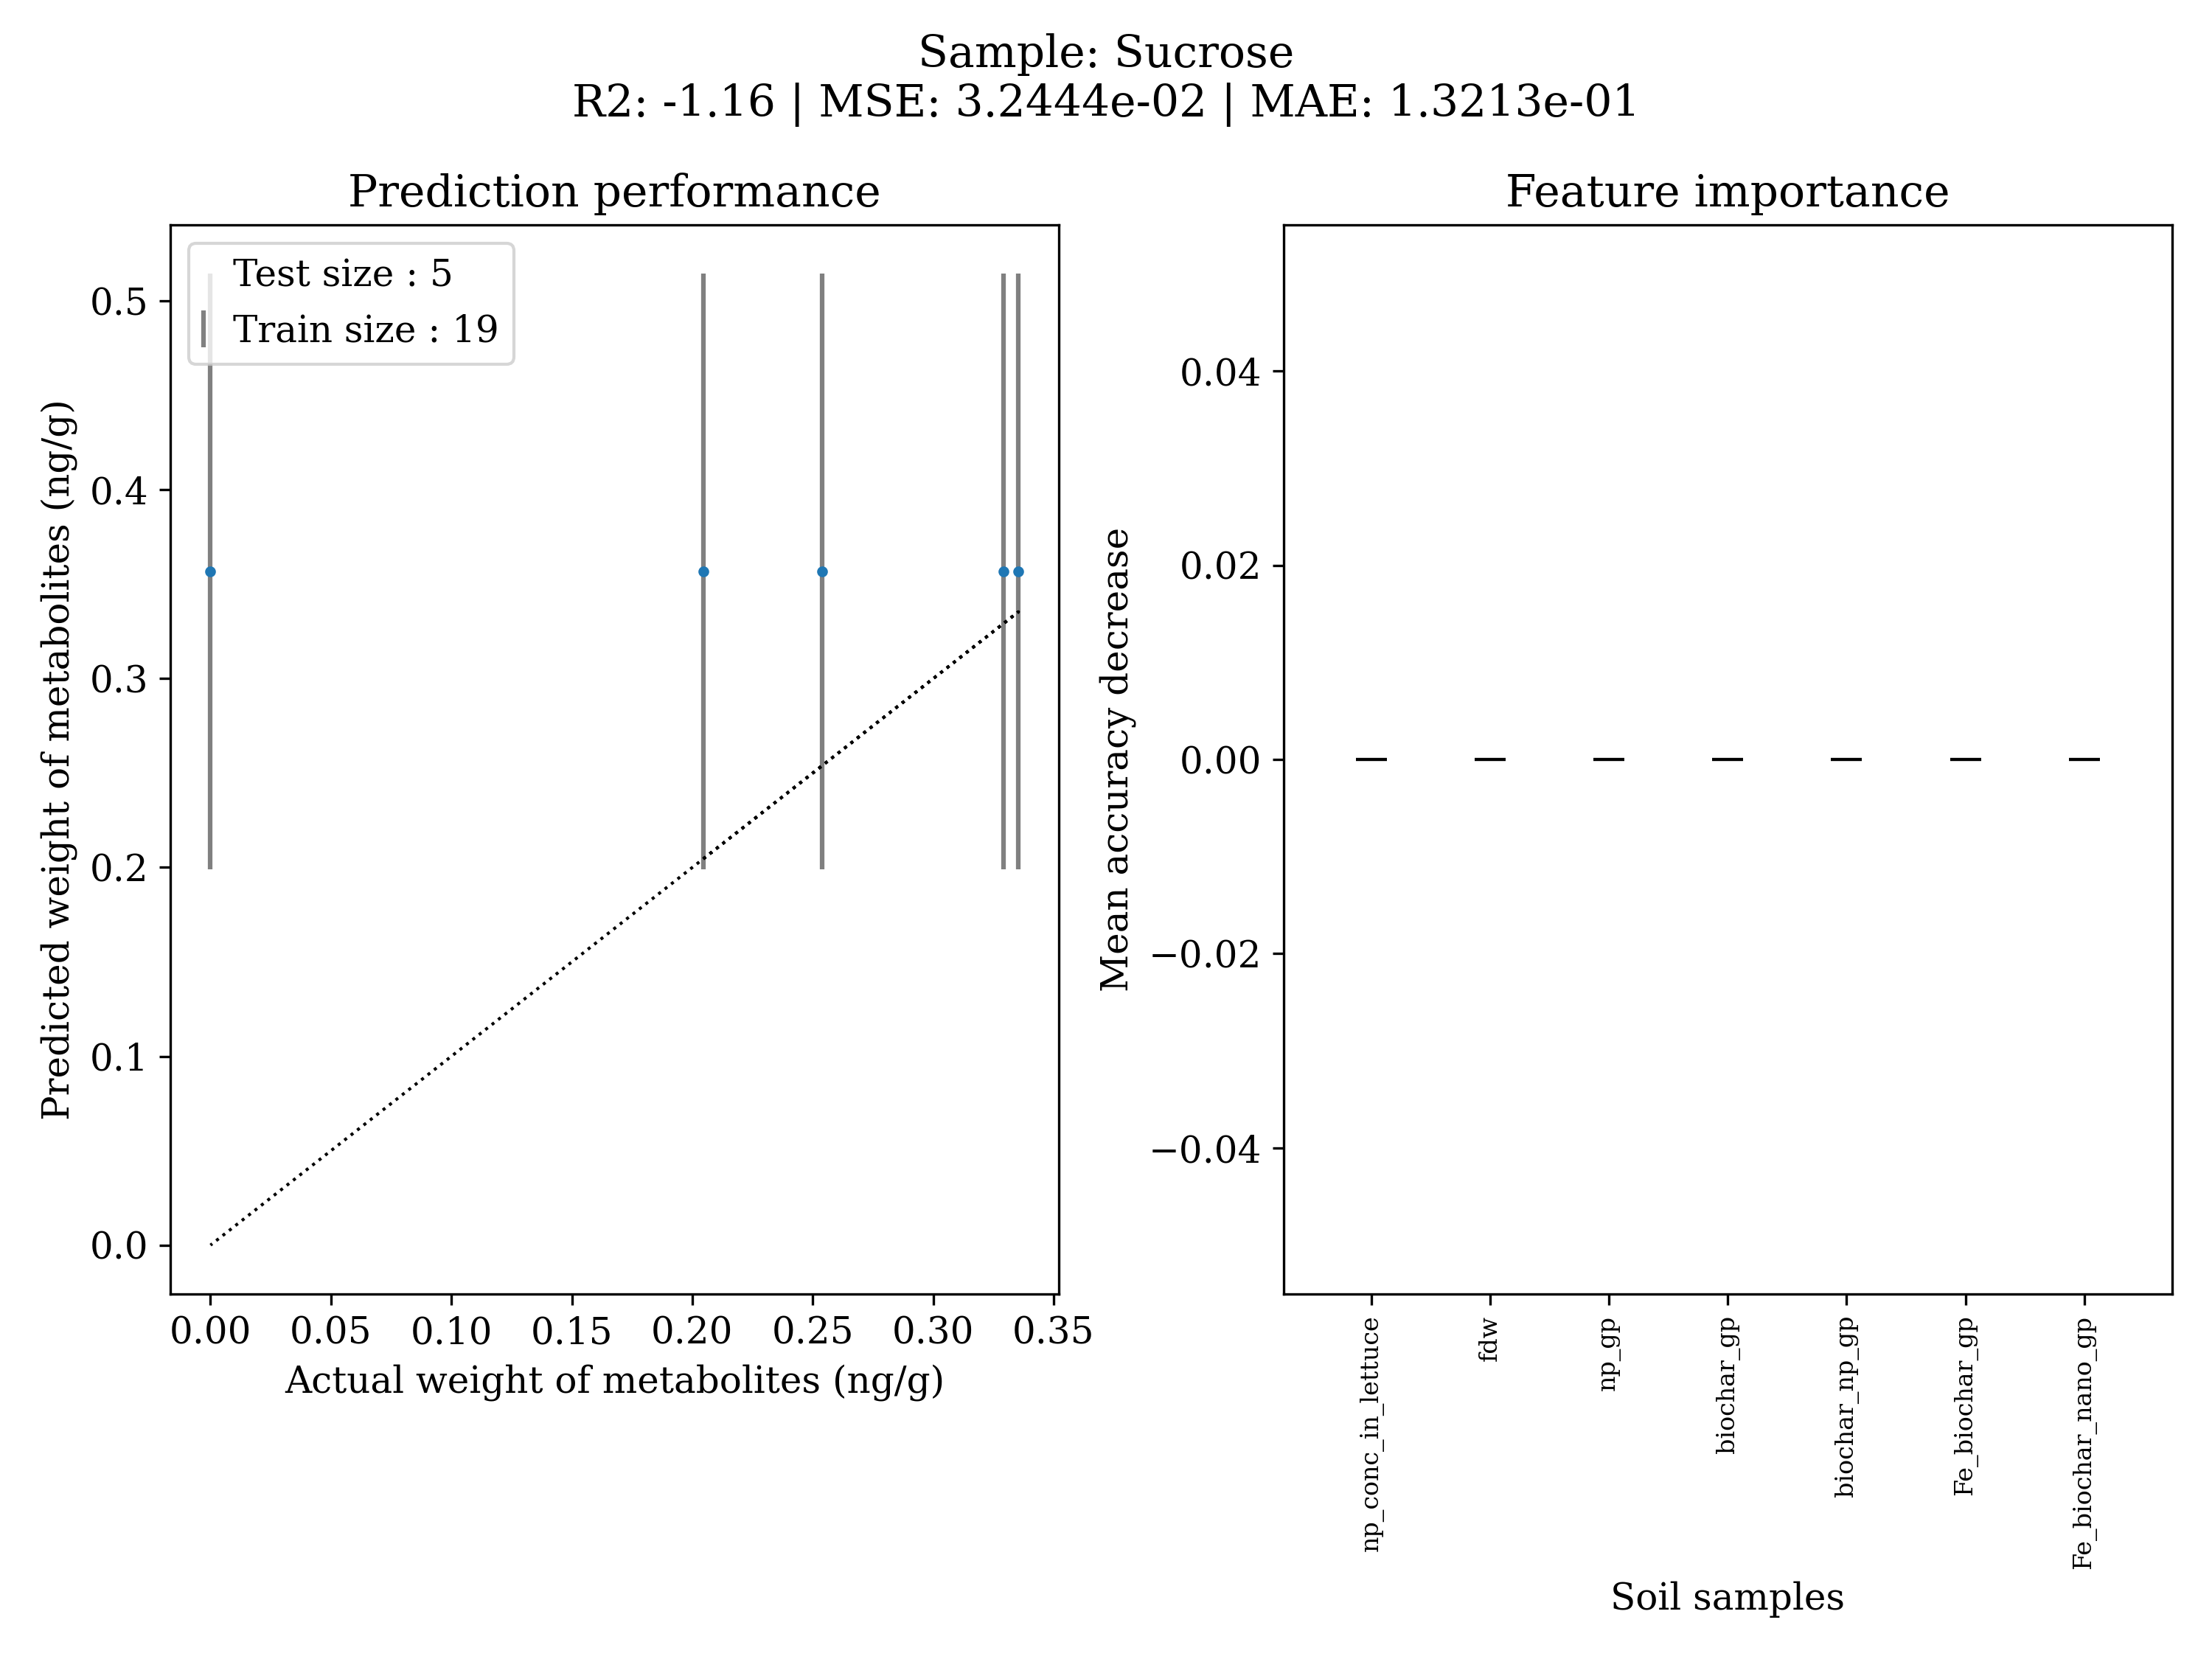 Sample: Sucrose
R2: -1.16 | MSE: 3.2444e-02 | MAE: 1.3213e-01
Prediction performance
Test size : 5
Train size : 19
0.5
0.4
0.3
0.2
0.1
0.0
Predicted weight of metabolites (ng/g)
0.00 0.05 0.10 0.15 0.20 0.25 0.30 0.35
Actual weight of metabolites (ng/g)
Feature importance
0.04
0.02
0.00
−0.02
−0.04
Mean accuracy decrease
np_conc_in_lettuce
fdw
np_gp
biochar_gp
biochar_np_gp
Fe_biochar_gp
Fe_biochar_nano_gp
Soil samples